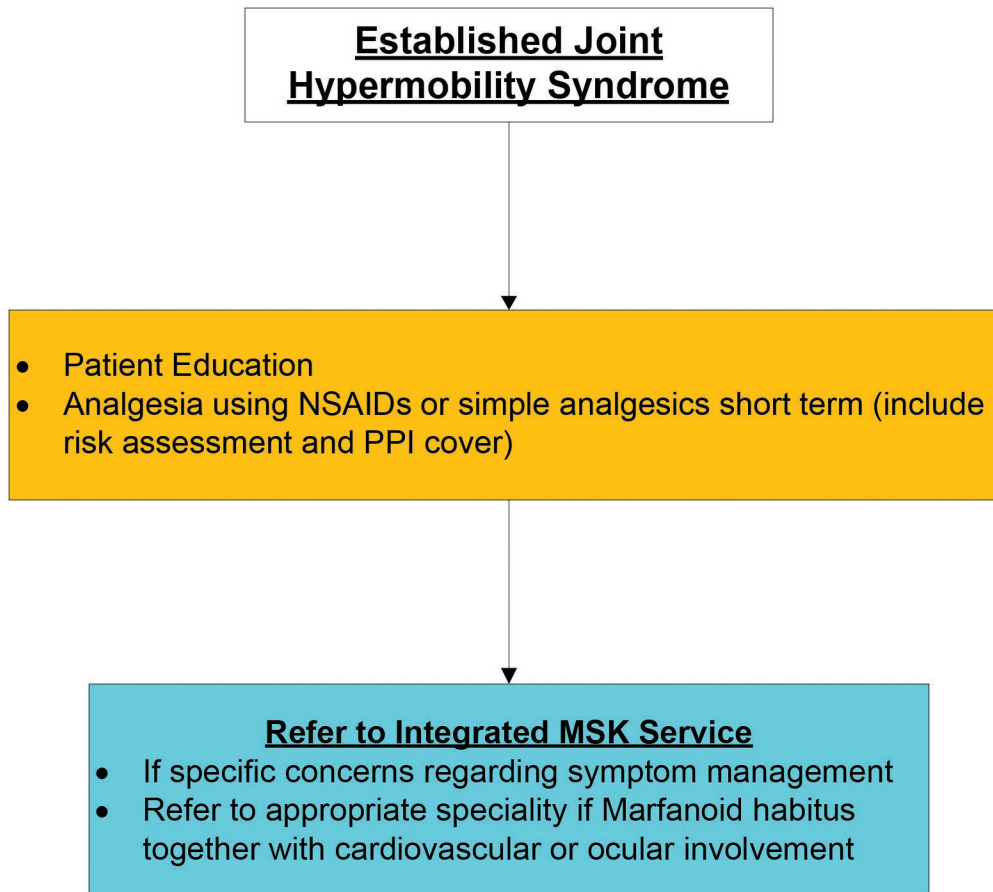 Established Joint
Hypermobility Syndrome
• Patient Education
• Analgesia using NSAIDs or simple analgesics short term (include
risk assessment and PPI cover)
Refer to Integrated MSK Service
• If specific concerns regarding symptom management
• Refer to appropriate speciality if Marfanoid habitus
together with cardiovascular or ocular involvement